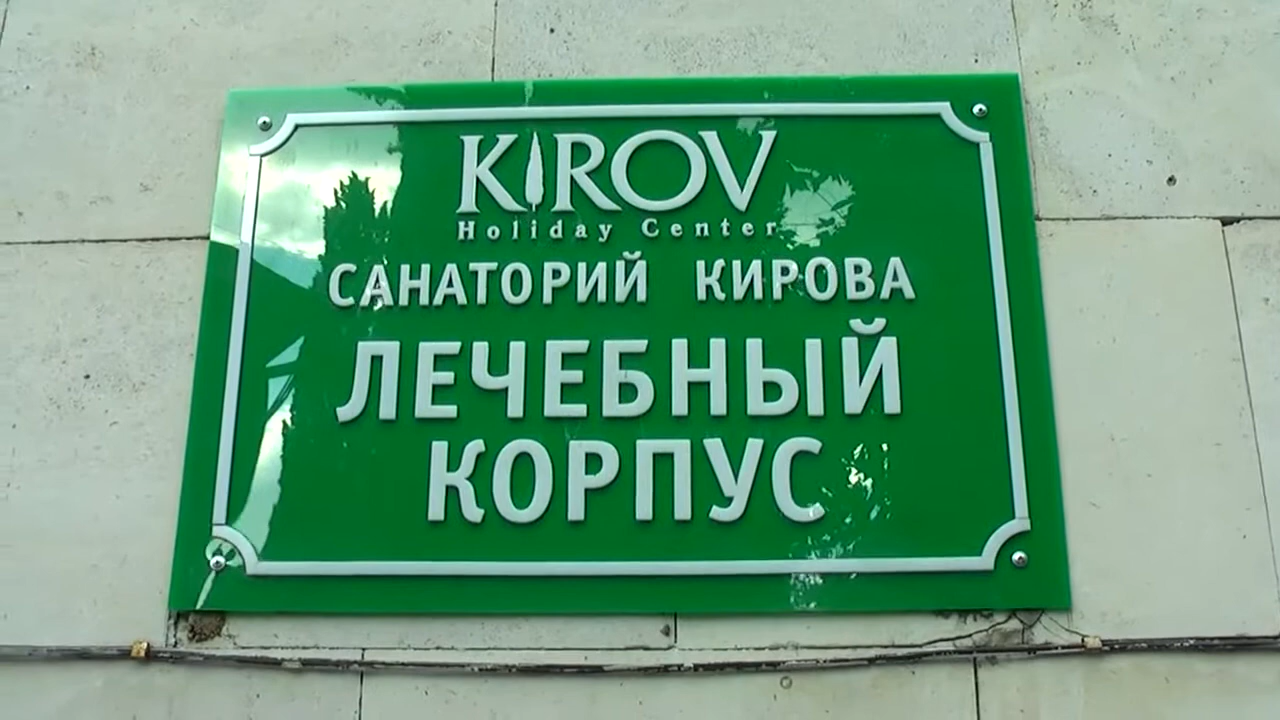 KIROV
Holiday Center
САНАТОРИЙ КИРОВА
ЛЕЧЕБНЫЙ
КОРПУС